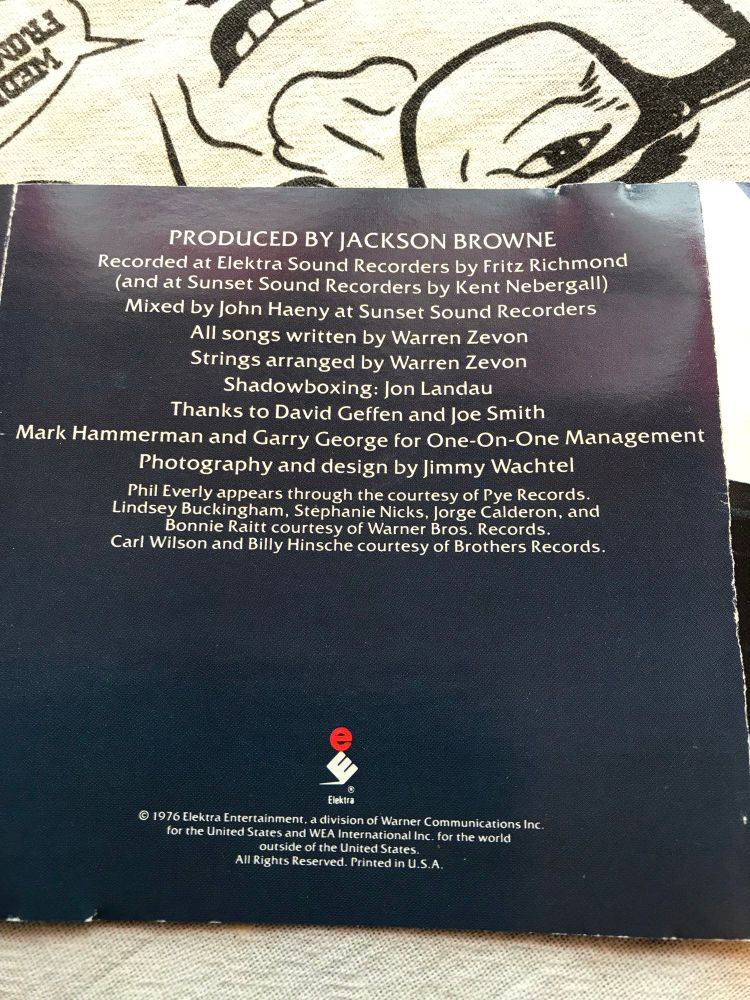 MEDI
FROM
PRODUCED BY JACKSON BROWNE
Recorded at Elektra Sound Recorders by Fritz Richmond
(and at Sunset Sound Recorders by Kent Nebergall)
Mixed by John Haeny at Sunset Sound Recorders
All songs written by Warren Zevon
Strings arranged by Warren Zevon
Shadowboxing: Jon Landau
Thanks to David Geffen and Joe Smith
Mark Hammerman and Garry George for One-On-One Management
Photography and design by Jimmy Wachtel
Phil Everly appears through the courtesy of Pye Records.
Lindsey Buckingham, Stephanie Nicks, Jorge Calderon, and
Bonnie Raitt courtesy of Warner Bros. Records.
Carl Wilson and Billy Hinsche courtesy of Brothers Records.
e
E
®
Elektra
© 1976 Elektra Entertainment, a division of Warner Communications Inc.
for the United States and WEA International Inc. for the world
outside of the United States.
All Rights Reserved. Printed in U.S.A.